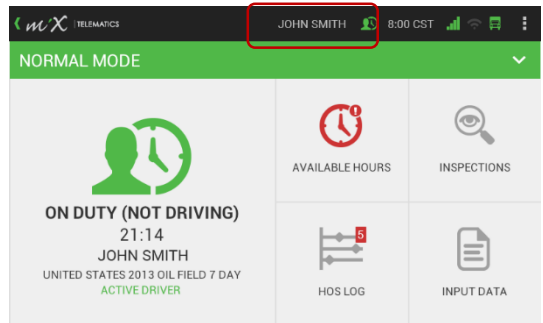 miX TELEMATICS JOHN SMITH 8:00 CST
NORMAL MODE
AVAILABLE HOURS
INSPECTIONS
ON DUTY (NOT DRIVING)
21:14
JOHN SMITH
UNITED STATES 2013 OIL FIELD 7 DAY
ACTIVE DRIVER
5
HOS LOG
INPUT DATA